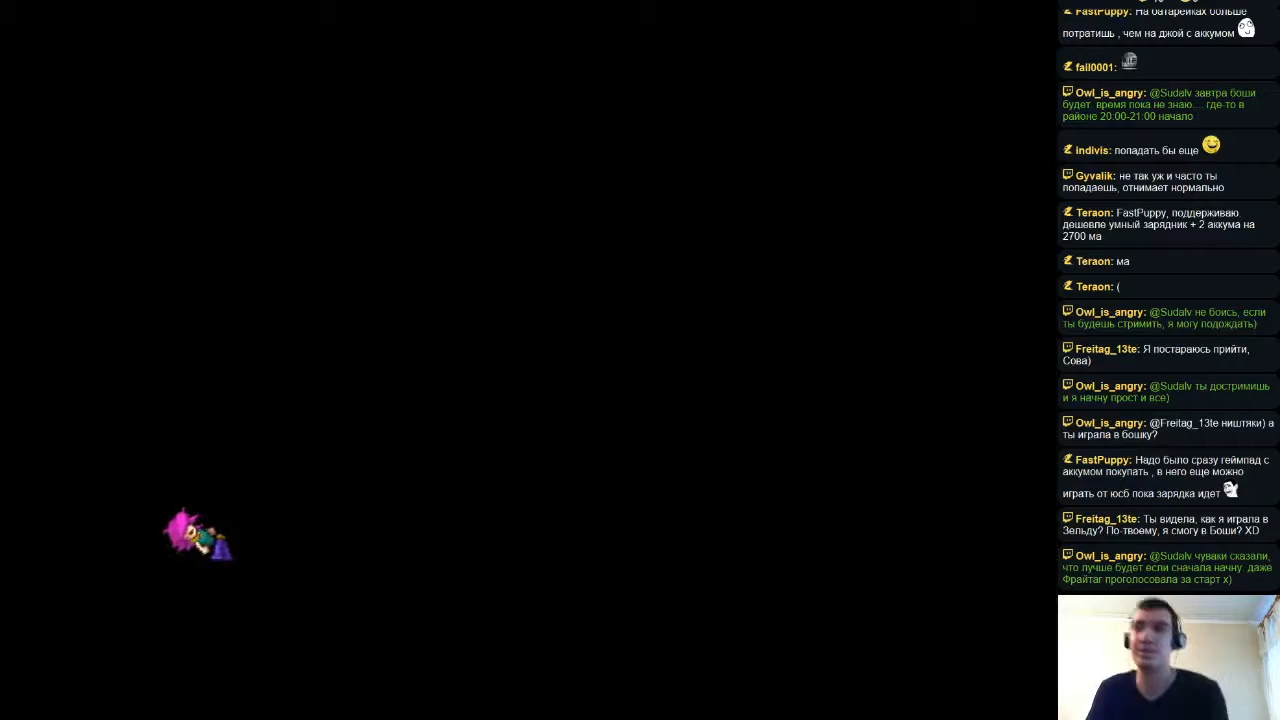 FastPuppy: На батарейках больше
потратишь , чем на джой с аккумом
fail0001:
Owl_is_angry: @Sudalv завтра боши
будет. время пока не знаю.... где-то в
районе 20:00-21:00 начало
indivis: попадать бы еще
Gyvalik: не так уж и часто ты
попадаешь, отнимает нормально
Teraon: FastPuppy, поддерживаю
дешевле умный зарядник + 2 аккума на
2700 ма
Teraon: ма
Teraon: (
Owl_is_angry: @Sudalv не боись, если
ты будешь стримить, я могу подождать)
Freitag_13te: Я постараюсь прийти,
Сова)
Owl_is_angry: @Sudalv ты достримишь
и я начну прост и все)
Owl_is_angry: @Freitag_13te ништяки) а
ты играла в бошку?
FastPuppy: Надо было сразу геймпад с
аккумом покупать , в него еще можно
играть от юсб пока зарядка идет
Freitag_13te: Ты видела, как я играла в
Зельду? По-твоему, я смогу в Боши? XD
Owl_is_angry: @Sudalv чуваки сказали,
что лучше будет если сначала начну. даже
Фрайтаг проголосовала за старт х)